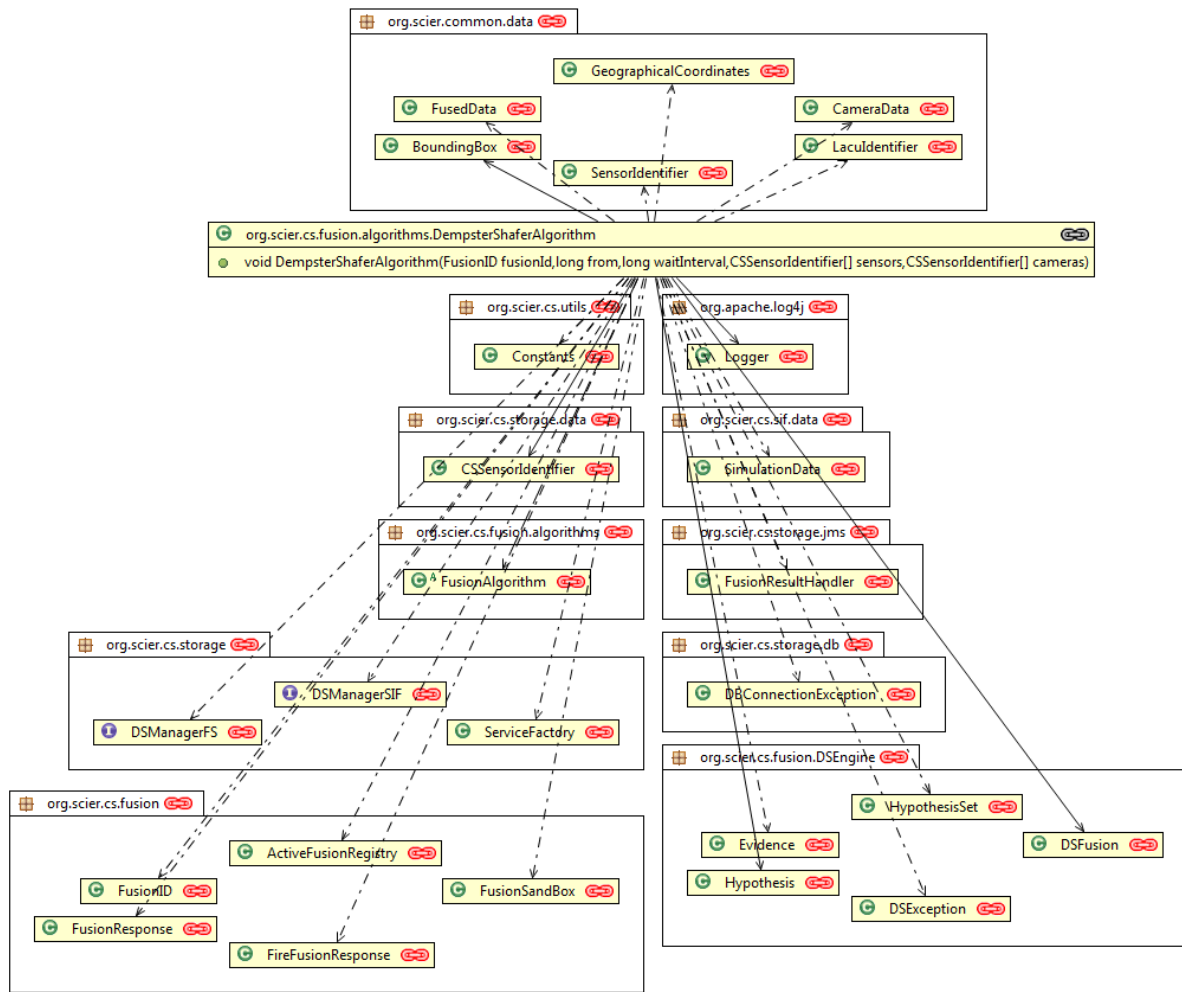 org.scier.common.data
GeographicalCoordinates
FusedData
CameraData
BoundingBox
LacuIdentifier
SensorIdentifier
org.scier.cs.fusion.algorithms.DempsterShaferAlgorithm
void DempsterShaferAlgorithm(FusionID fusionId,long from,long waitInterval,CSSensorIdentifier[] sensors,CSSensorIdentifier[] cameras)
org.scier.cs.utils
org.apache.log4j
Constants
Logger
org.scier.cs.storage.data
org.scier.cs.sif.data
CSSensorIdentifier
SimulationData
org.scier.cs.fusion.algorithms
org.scier.cs.storage.jms
FusionAlgorithm
FusionResultHandler
org.scier.cs.storage
org.scier.cs.storage.db
DSManagerSIF
DBConnectionException
DSManagerFS
ServiceFactory
org.scier.cs.fusion.DSEngine
org.scier.cs.fusion
HypothesisSet
ActiveFusionRegistry
Evidence
DSFusion
FusionID
FusionSandBox
Hypothesis
DSException
FusionResponse
FireFusionResponse